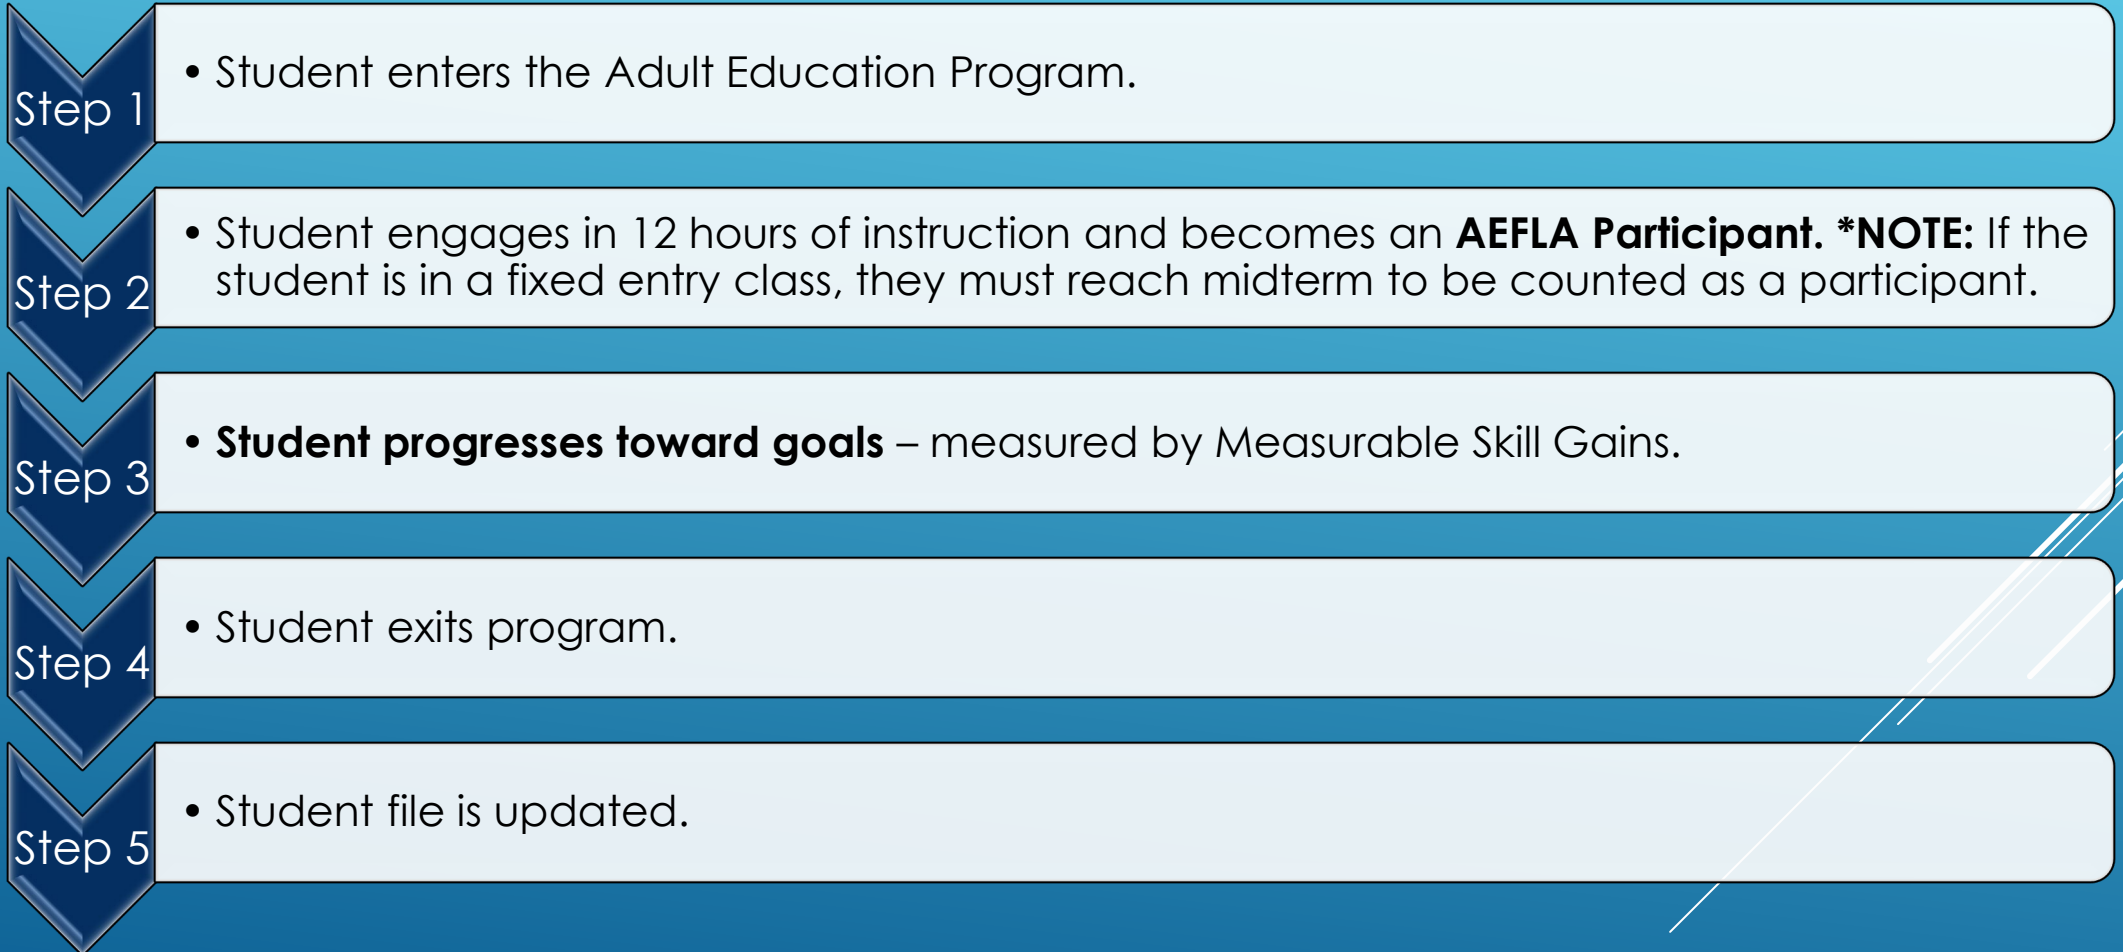 Step 1
• Student enters the Adult Education Program.
Step 2
• Student engages in 12 hours of instruction and becomes an AEFLA Participant. *NOTE: If the
student is in a fixed entry class, they must reach midterm to be counted as a participant.
Step 3
• Student progresses toward goals – measured by Measurable Skill Gains.
Step 4
• Student exits program.
Step 5
• Student file is updated.